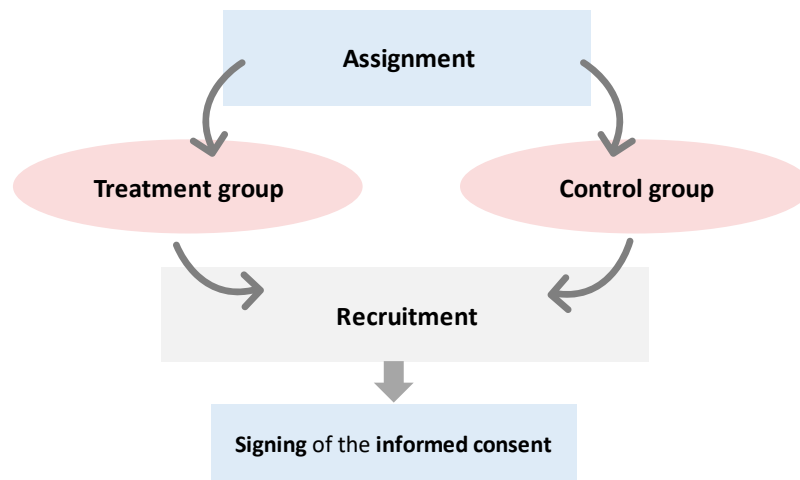 Assignment
Treatment group
Control group
Recruitment
Signing of the informed consent